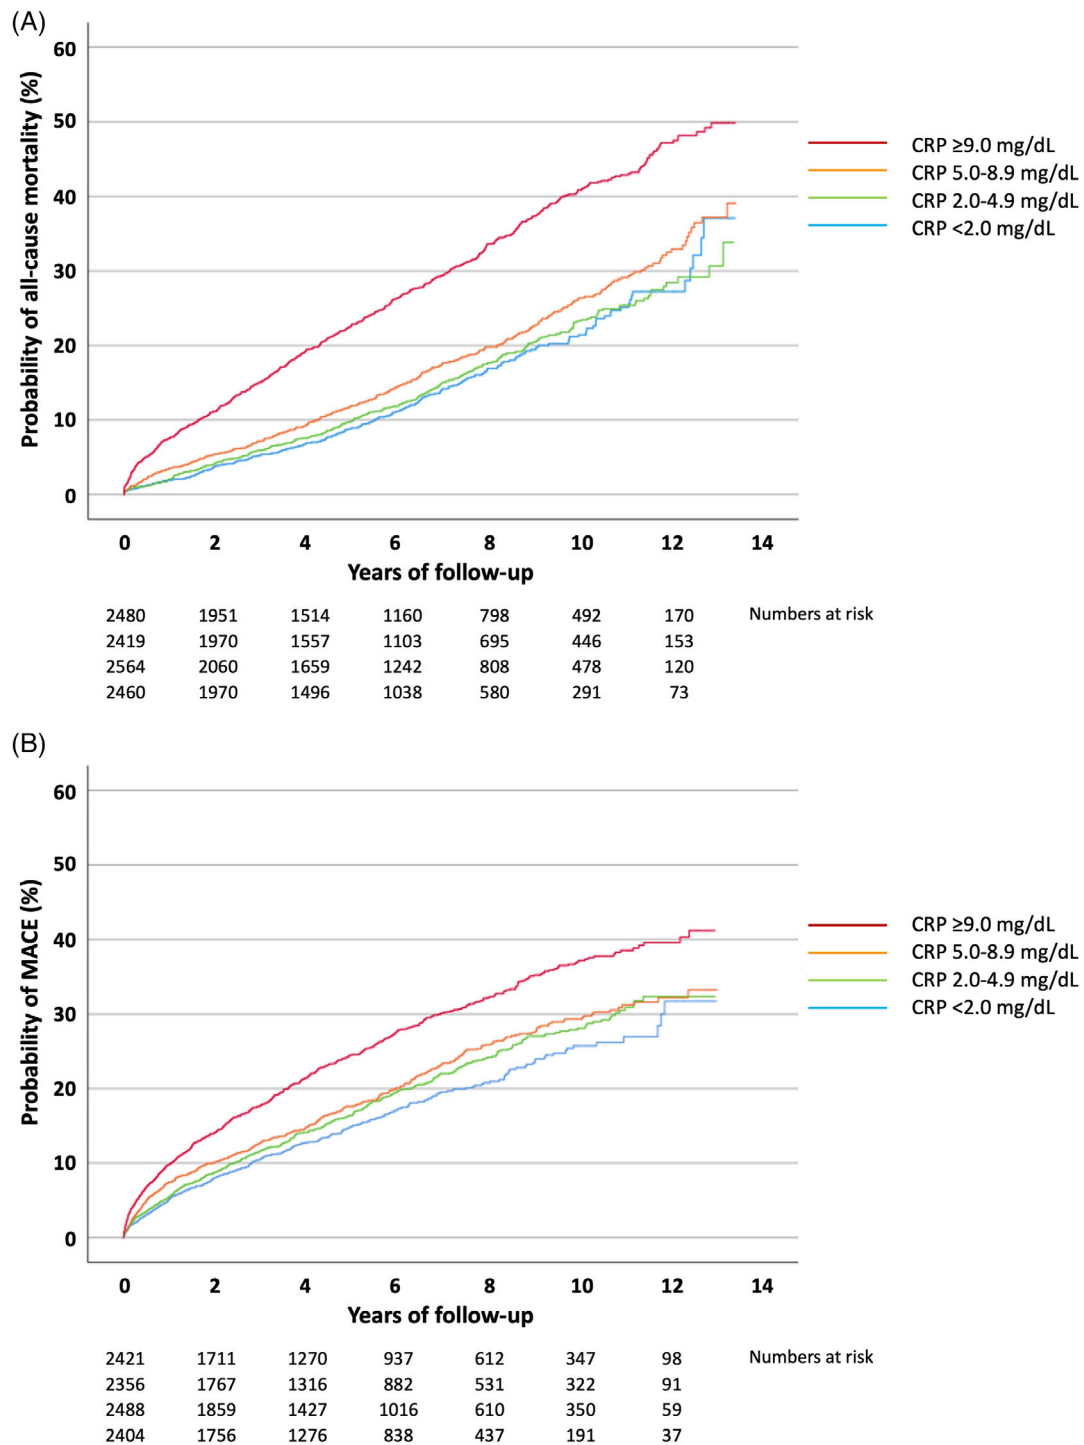 (A)
Probability of all-cause mortality (%)
60
50
40
30
20
10
0
CRP ≥9.0 mg/dL
CRP 5.0-8.9 mg/dL
CRP 2.0-4.9 mg/dL
CRP <2.0 mg/dL
0 2 4 6 8 10 12 14
Years of follow-up
2480 1951 1514 1160 798 492 170 Numbers at risk
2419 1970 1557 1103 695 446 153
2564 2060 1659 1242 808 478 120
2460 1970 1496 1038 580 291 73
(B)
Probability of MACE (%)
60
50
40
30
20
10
0
CRP ≥9.0 mg/dL
CRP 5.0-8.9 mg/dL
CRP 2.0-4.9 mg/dL
CRP <2.0 mg/dL
0 2 4 6 8 10 12 14
Years of follow-up
2421 1711 1270 937 612 347 98 Numbers at risk
2356 1767 1316 882 531 322 91
2488 1859 1427 1016 610 350 59
2404 1756 1276 838 437 191 37